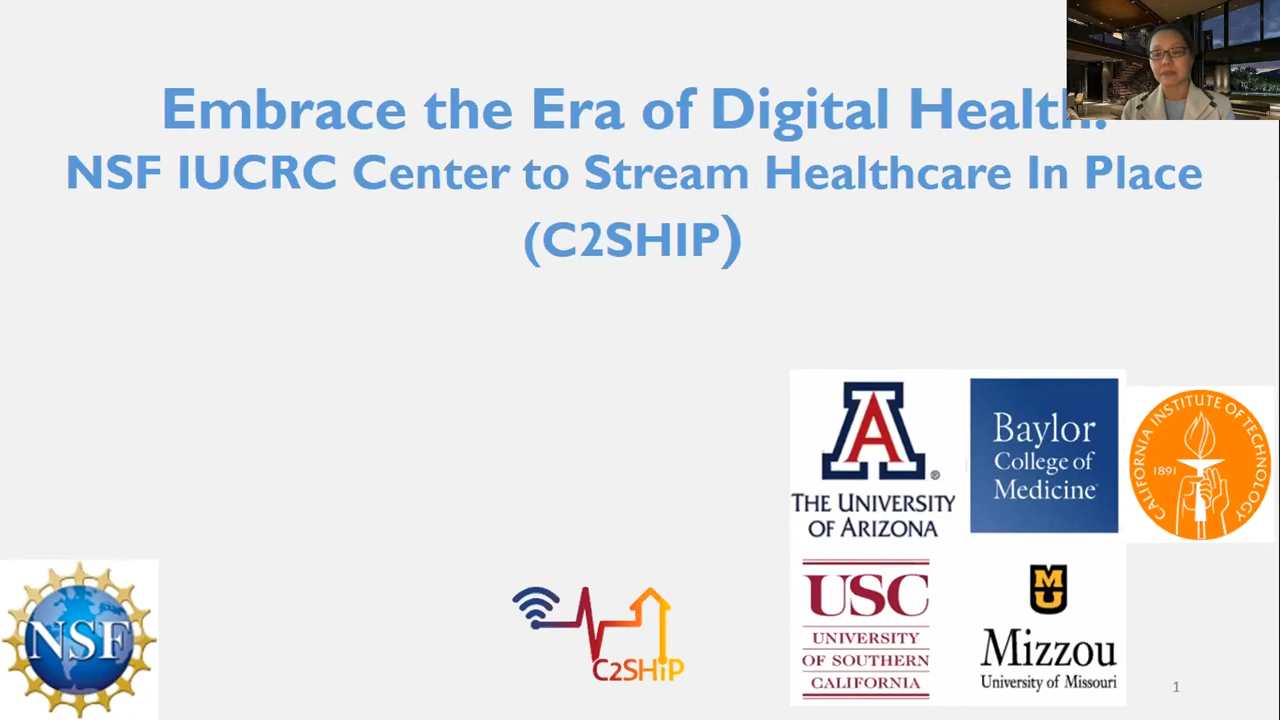 Embrace the Era of Digital Health:
NSF IUCRC Center to Stream Healthcare In Place
(C2SHIP)
A
®
THE UNIVERSITY
OF ARIZONA
Baylor
College of
Medicine
CALIFORNIA INSTITUTE OF TECHNOLOGY
1891
NSF
C2SHiP
USC
UNIVERSITY
OF SOUTHERN
CALIFORNIA
MU
Mizzou
University of Missouri
1